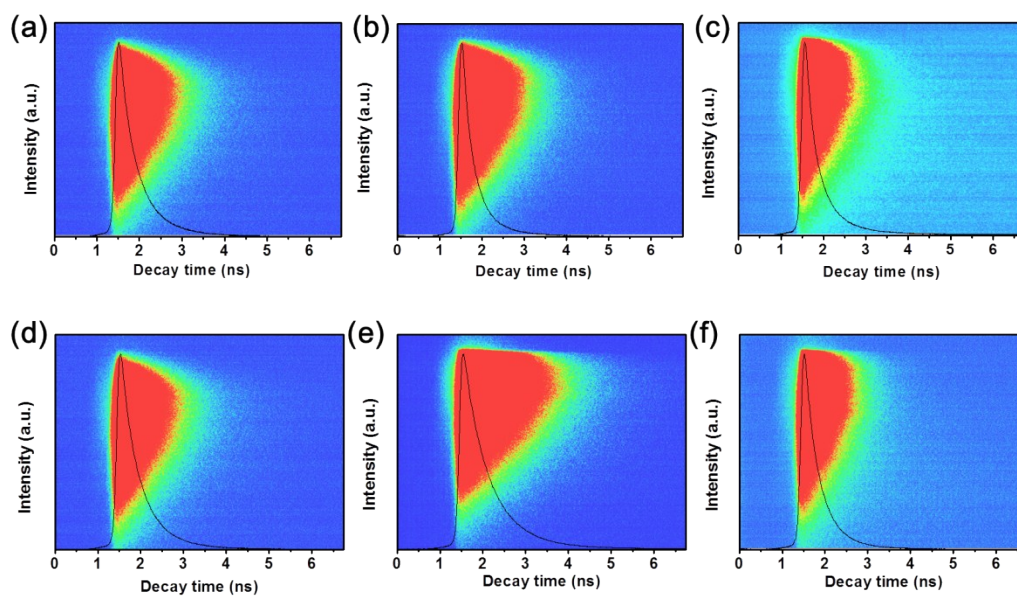 (a) (b) (c)
Intensity (a.u.) Intensity (a.u.) Intensity (a.u.)
0 1 2 3 4 5 6 0 1 2 3 4 5 6 0 1 2 3 4 5 6
Decay time (ns) Decay time (ns) Decay time (ns)
(d) (e) (f)
Intensity (a.u.) Intensity (a.u.) Intensity (a.u.)
0 1 2 3 4 5 6 0 1 2 3 4 5 6 0 1 2 3 4 5 6
Decay time (ns) Decay time (ns) Decay time (ns)